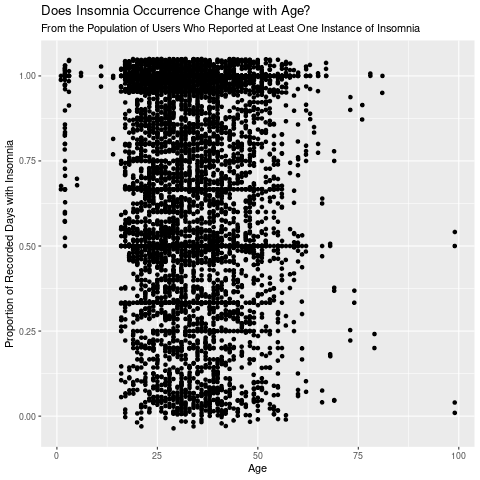 Does Insomnia Occurrence Change with Age?
From the Population of Users Who Reported at Least One Instance of Insomnia
1.00
0.75
0.50
0.25
0.00
Proportion of Recorded Days with Insomnia
0
25
50
75
100
Age